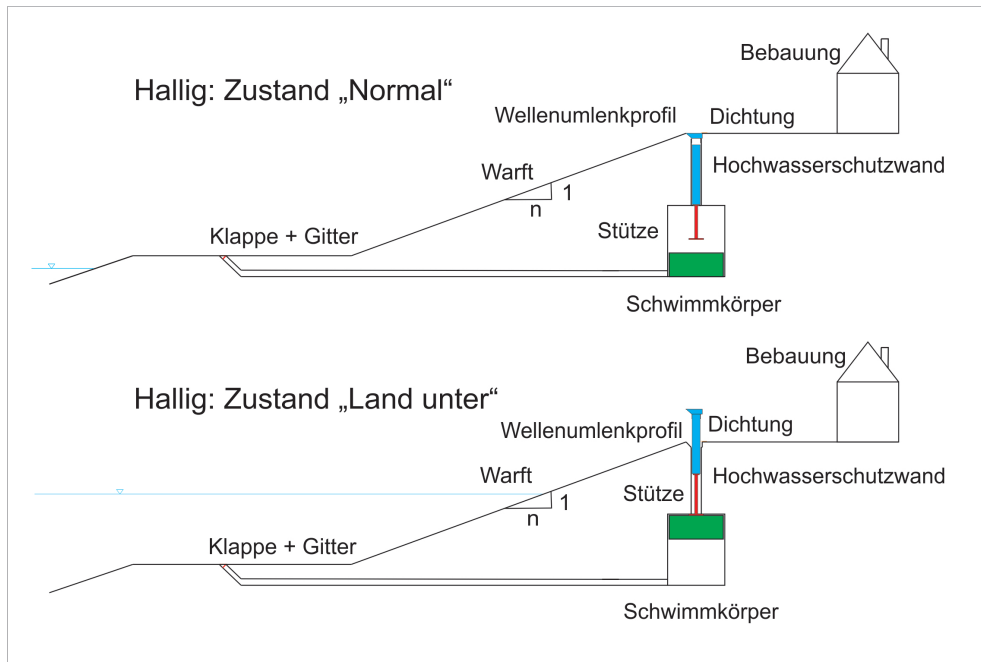 Bebauung
Hallig: Zustand „Normal“
Wellenumlenkprofil
Dichtung
Hochwasserschutzwand
Warft
1
n
Klappe + Gitter
Stütze
Schwimmkörper
Bebauung
Hallig: Zustand „Land unter“
Wellenumlenkprofil
Dichtung
Warft
Hochwasserschutzwand
Stütze
1
n
Klappe + Gitter
Schwimmkörper